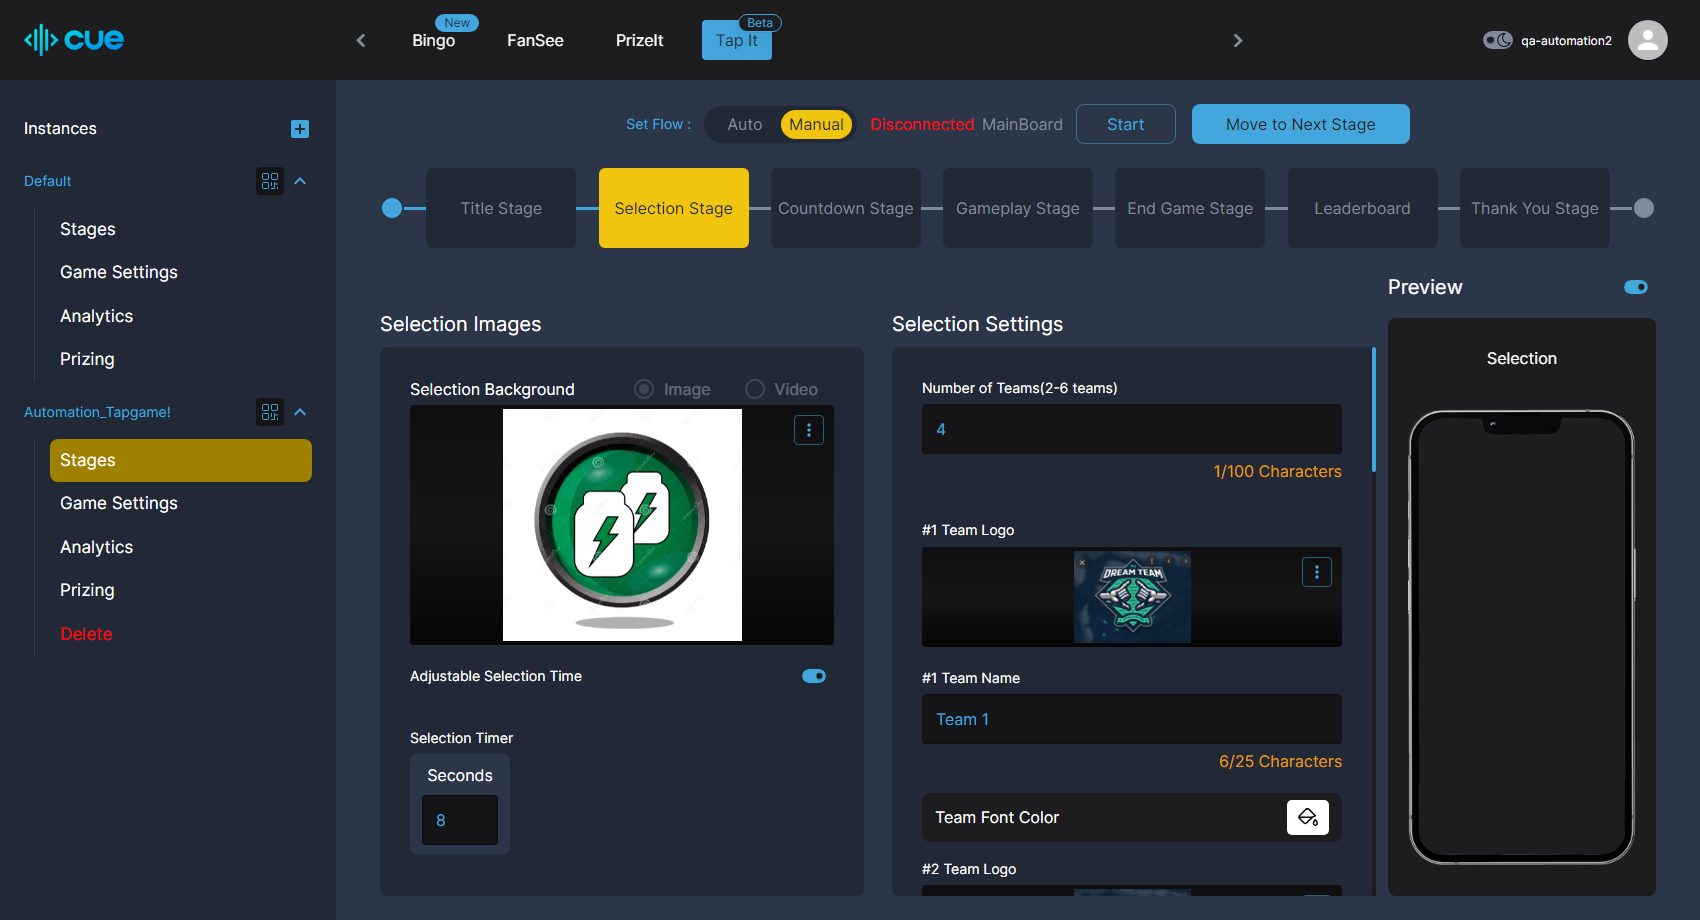 cue
Bingo
New
FanSee
PrizeIt
Tap It
Beta
qa-automation2
Instances
Default
Stages
Game Settings
Analytics
Prizing
Automation_Tapgame!
Stages
Game Settings
Analytics
Prizing
Delete
Set Flow :
Auto
Manual
Disconnected MainBoard
Start
Move to Next Stage
Title Stage
Selection Stage
Countdown Stage
Gameplay Stage
End Game Stage
Leaderboard
Thank You Stage
Selection Images
Selection Background
Image
Video
Adjustable Selection Time
Selection Timer
Seconds
8
Selection Settings
Number of Teams(2-6 teams)
4
1/100 Characters
#1 Team Logo
DREAM TEAM
#1 Team Name
Team 1
6/25 Characters
Team Font Color
#2 Team Logo
Preview
Selection